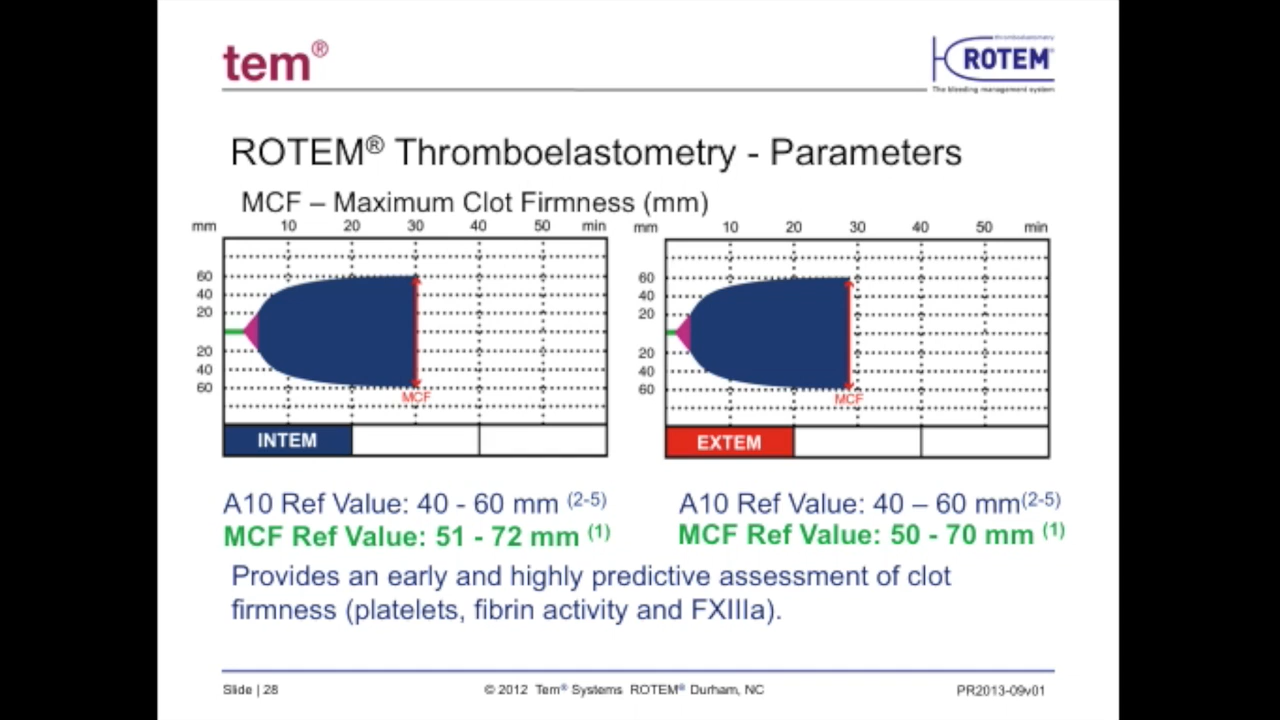 tem®
thromboelastometry
ROTEM®
The bleeding management system
ROTEM® Thromboelastometry - Parameters
MCF – Maximum Clot Firmness (mm)
mm 10 20 30 40 50 min
60
40
20
20
40
60
MCF
INTEM
mm 10 20 30 40 50 min
60
40
20
20
40
60
MCF
EXTEM
A10 Ref Value: 40 - 60 mm (2-5)
MCF Ref Value: 51 - 72 mm (1)
A10 Ref Value: 40 – 60 mm(2-5)
MCF Ref Value: 50 - 70 mm (1)
Provides an early and highly predictive assessment of clot
firmness (platelets, fibrin activity and FXIIIa).
Slide | 28
© 2012 Tem® Systems ROTEM® Durham, NC
PR2013-09v01